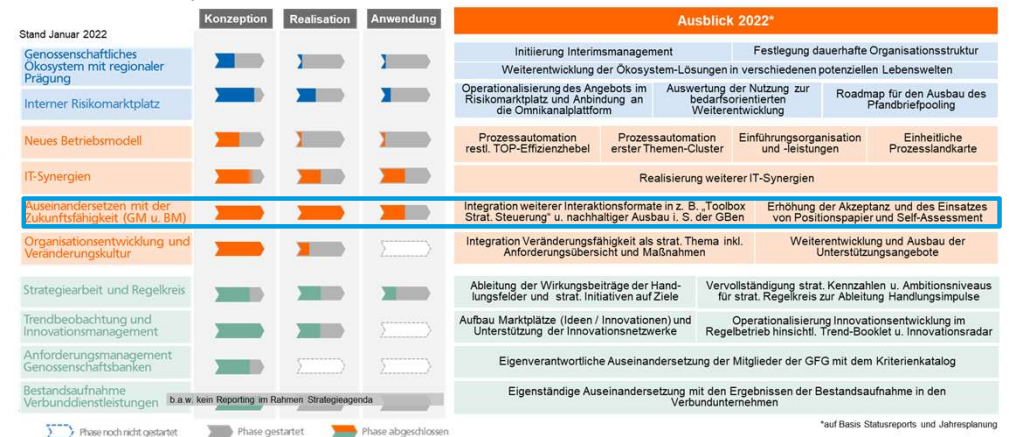 Konzeption Realisation Anwendung Ausblick 2022*
Stand Januar 2022
Genossenschaftliches
Ökosystem mit regionaler
Prägung
Initiierung Interimsmanagement Festlegung dauerhafte Organisationsstruktur
Weiterentwicklung der Ökosystem-Lösungen in verschiedenen potenziellen Lebenswelten
Interner Risikomarktplatz
Operationalisierung des Angebots im
Risikomarktplatz und Anbindung an
die Omnikanalplattform
Auswertung der Nutzung zur
bedarfsorientierten
Weiterentwicklung
Roadmap für den Ausbau des
Pfandbriefpooling
Neues Betriebsmodell
Prozessautomation
restl. TOP-Effizienzhebel
Prozessautomation
erster Themen-Cluster
Einführungsorganisation
und -leistungen
Einheitliche
Prozesslandkarte
IT-Synergien
Realisierung weiterer IT-Synergien
Auseinandersetzen mit der
Zukunftsfähigkeit (GM u. BM)
Integration weiterer Interaktionsformate in z. B. „Toolbox
Strat. Steuerung“ u. nachhaltiger Ausbau i. S. der GBen
Erhöhung der Akzeptanz und des Einsatzes
von Positionspapier und Self-Assessment
Organisationsentwicklung und
Veränderungskultur
Integration Veränderungsfähigkeit als strat. Thema inkl.
Anforderungsübersicht und Maßnahmen
Weiterentwicklung und Ausbau der
Unterstützungsangebote
Strategiearbeit und Regelkreis
Ableitung der Wirkungsbeiträge der Hand-
lungsfelder und strat. Initiativen auf Ziele
Vervollständigung strat. Kennzahlen u. Ambitionsniveaus
für strat. Regelkreis zur Ableitung Handlungsimpulse
Trendbeobachtung und
Innovationsmanagement
Aufbau Marktplätze (Ideen / Innovationen) und
Unterstützung der Innovationsnetzwerke
Operationalisierung Innovationsentwicklung im
Regelbetrieb hinsichtl. Trend-Booklet u. Innovationsradar
Anforderungsmanagement
Genossenschaftsbanken
Eigenverantwortliche Auseinandersetzung der Mitglieder der GFG mit dem Kriterienkatalog
Bestandsaufnahme
Verbunddienstleistungen
b.a.w. kein Reporting im Rahmen Strategieagenda
Eigenständige Auseinandersetzung mit den Ergebnissen der Bestandsaufnahme in den
Verbundunternehmen
Phase noch nicht gestartet Phase gestartet Phase abgeschlossen
*auf Basis Statusreports und Jahresplanung